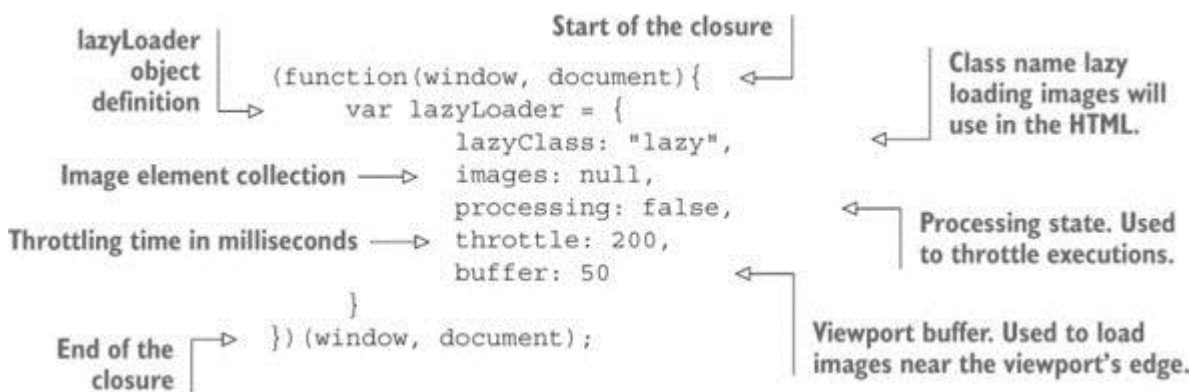 lazyLoader
object
definition
Start of the closure
(function(window, document){
    var lazyLoader = {
        lazyClass: "lazy",
        images: null,
        processing: false,
        throttle: 200,
        buffer: 50
    }
})(window, document);
Class name lazy
loading images will
use in the HTML.
Image element collection
Processing state. Used
to throttle executions.
Throttling time in milliseconds
Viewport buffer. Used to load
images near the viewport's edge.
End of the
closure